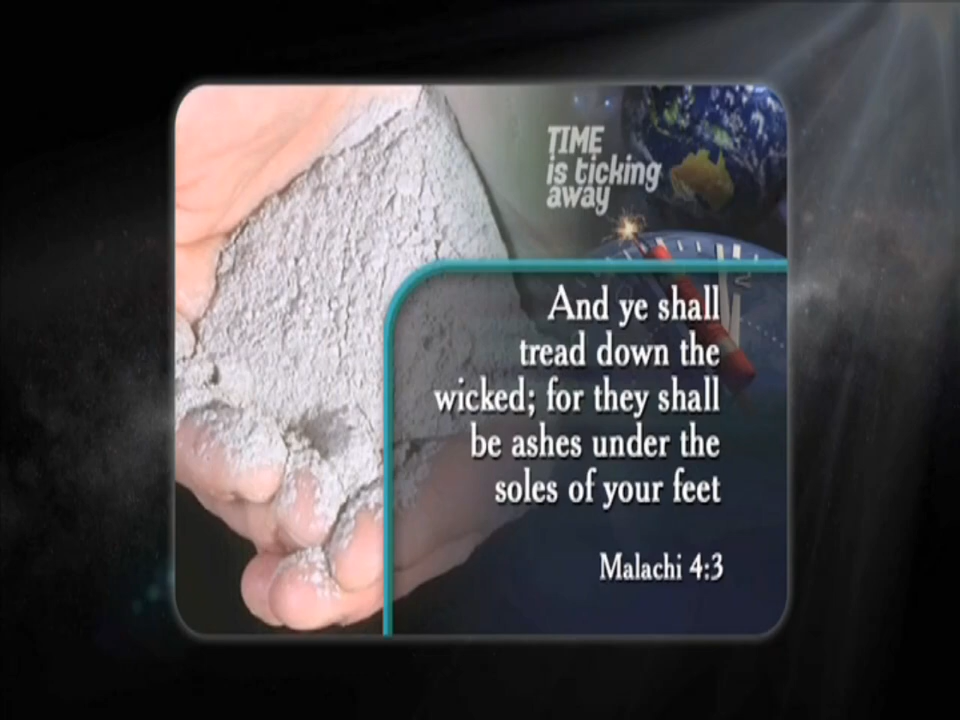 TIME
is ticking
away
And ye shall
tread down the
wicked; for they shall
be ashes under the
soles of your feet
Malachi 4:3